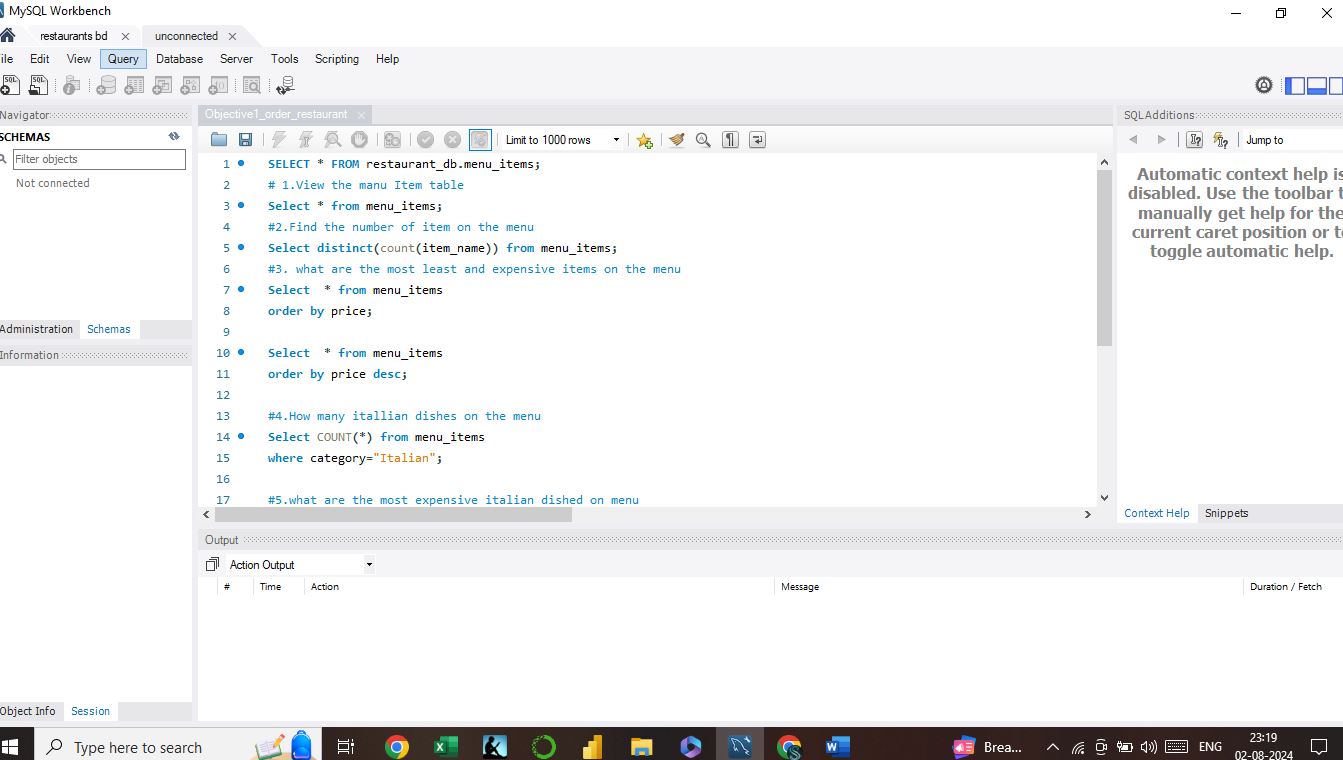 MySQL Workbench
restaurants bd
unconnected
ile Edit View Query Database Server Tools Scripting Help
Navigator
SCHEMAS
Filter objects
Not connected
Administration Schemas
Information
Object Info Session
Objective1_order_restaurant
Limit to 1000 rows
1 SELECT * FROM restaurant_db.menu_items;
2 # 1.View the manu Item table
3 Select * from menu_items;
4 #2.Find the number of item on the menu
5 Select distinct(count(item_name)) from menu_items;
6 #3. what are the most least and expensive items on the menu
7 Select * from menu_items
8 order by price;
9
10 Select * from menu_items
11 order by price desc;
12
13 #4.How many itallian dishes on the menu
14 Select COUNT(*) from menu_items
15 where category="Italian";
16
17 #5.what are the most expensive italian dished on menu
Output
Action Output
# Time Action Message Duration / Fetch
SQLAdditions
Jump to
Automatic context help is
disabled. Use the toolbar t
manually get help for the
current caret position or to
toggle automatic help.
Context Help Snippets
Type here to search
Brea...
ENG
23:19
02-08-2024